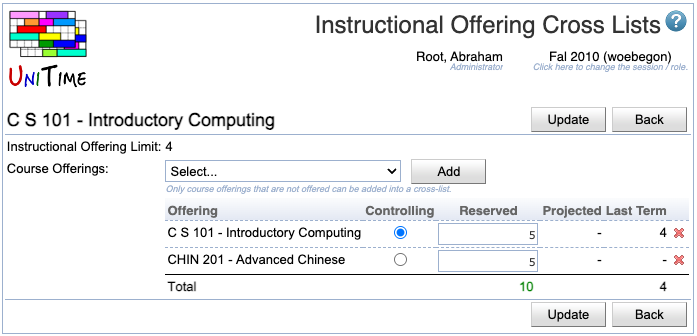 Instructional Offering Cross Lists ?
UNITIME
Root, Abraham Fal 2010 (woebegon)
Administrator Click here to change the session / role.
C S 101 - Introductory Computing Update Back
Instructional Offering Limit: 4
Course Offerings: Select... Add
Only course offerings that are not offered can be added into a cross-list.
Offering Controlling Reserved Projected Last Term
C S 101 - Introductory Computing 5 - 4
CHIN 201 - Advanced Chinese 5 - -
Total 10 4
Update Back